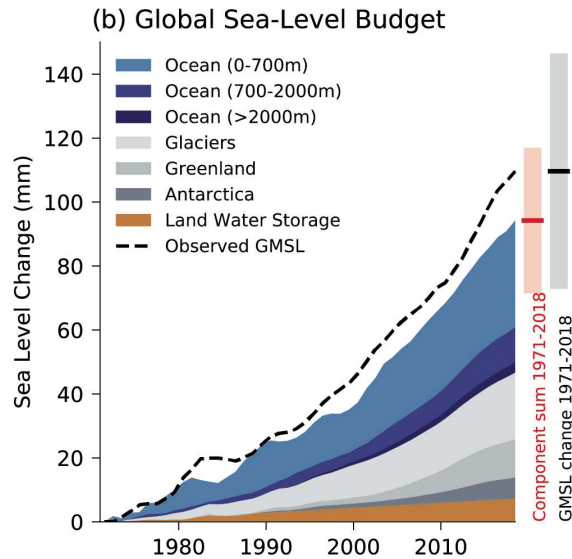 (b) Global Sea-Level Budget
Sea Level Change (mm)
140
120
100
80
60
40
20
0
Ocean (0-700m)
Ocean (700-2000m)
Ocean (>2000m)
Glaciers
Greenland
Antarctica
Land Water Storage
Observed GMSL
1980
1990
2000
2010
Component sum 1971-2018
GMSL change 1971-2018